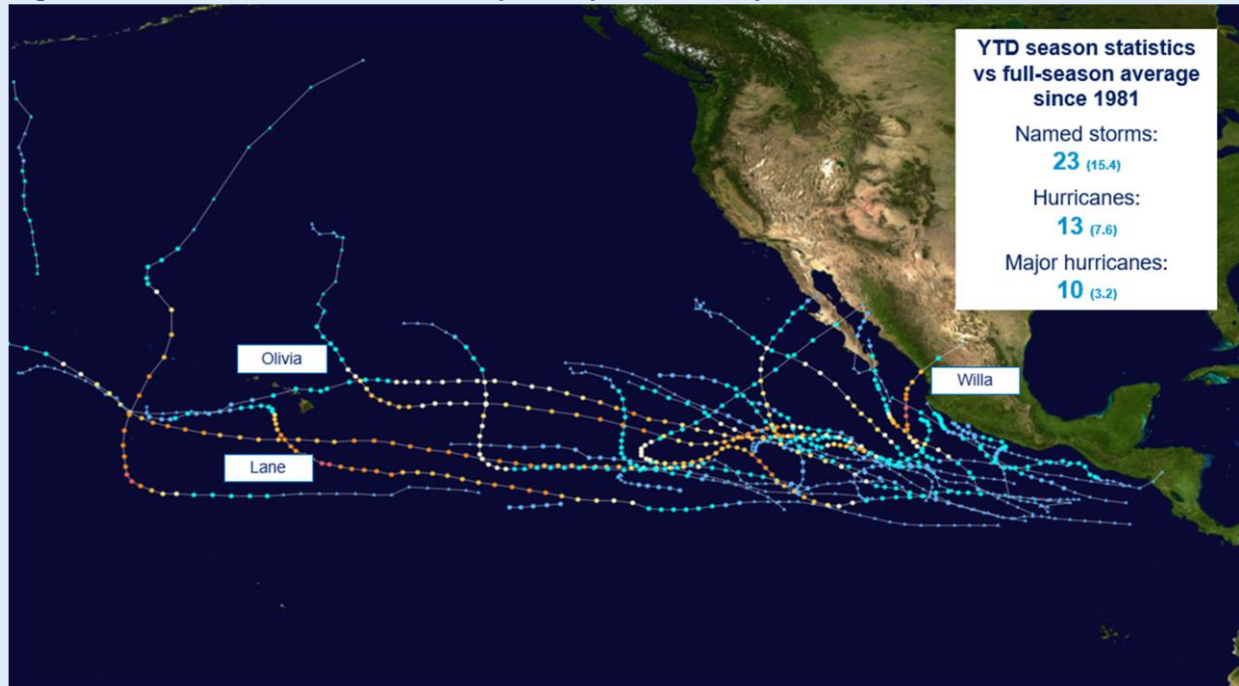 YTD season statistics
vs full-season average
since 1981
Named storms:
23 (15.4)
Hurricanes:
13 (7.6)
Major hurricanes:
10 (3.2)
Olivia
Willa
Lane